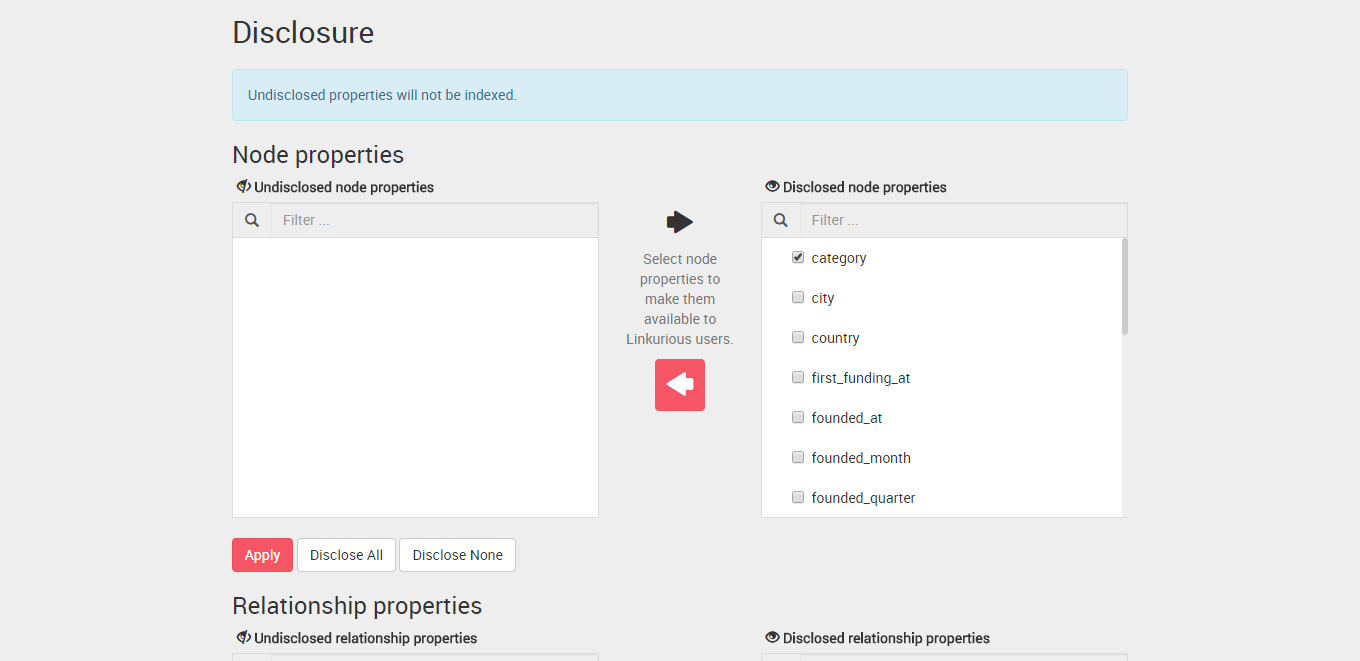 Disclosure
Undisclosed properties will not be indexed.
Node properties
Undisclosed node properties
Filter ...
Select node
properties to
make them
available to
Linkurious users.
Disclosed node properties
Filter ...
category
city
country
first_funding_at
founded_at
founded_month
founded_quarter
Apply
Disclose All
Disclose None
Relationship properties
Undisclosed relationship properties
Disclosed relationship properties